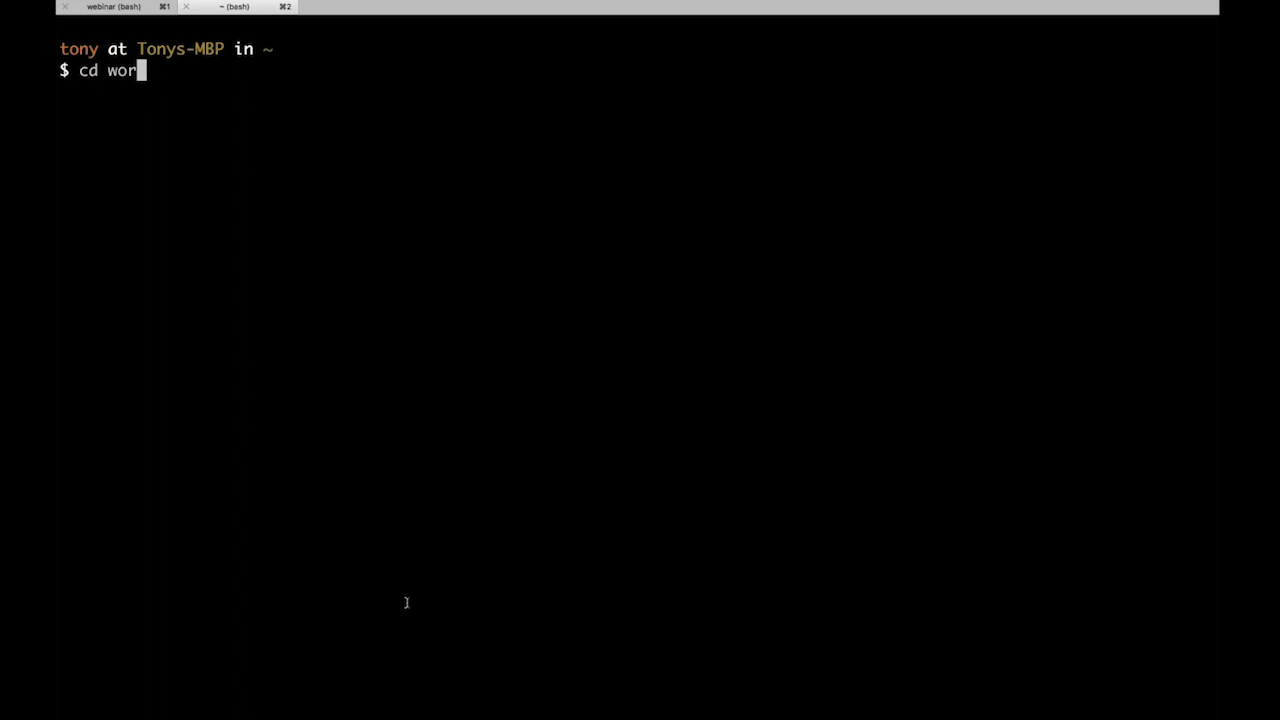 webinar (bash) ⌘1 ~ (bash) ⌘2
tony at Tonys-MBP in ~
$ cd wor